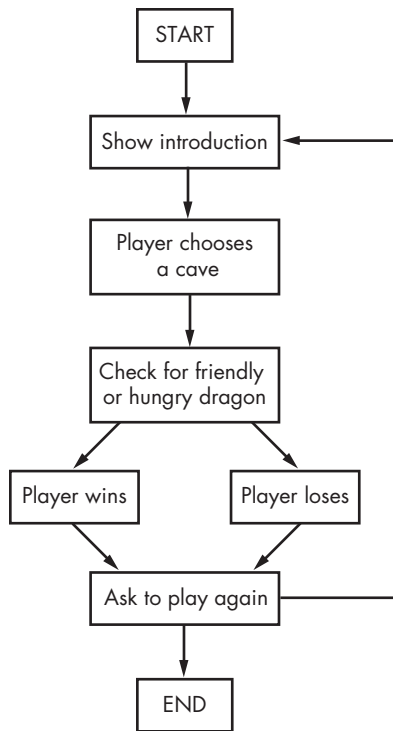 START
Show introduction
Player chooses
a cave
Check for friendly
or hungry dragon
Player wins
Player loses
Ask to play again
END